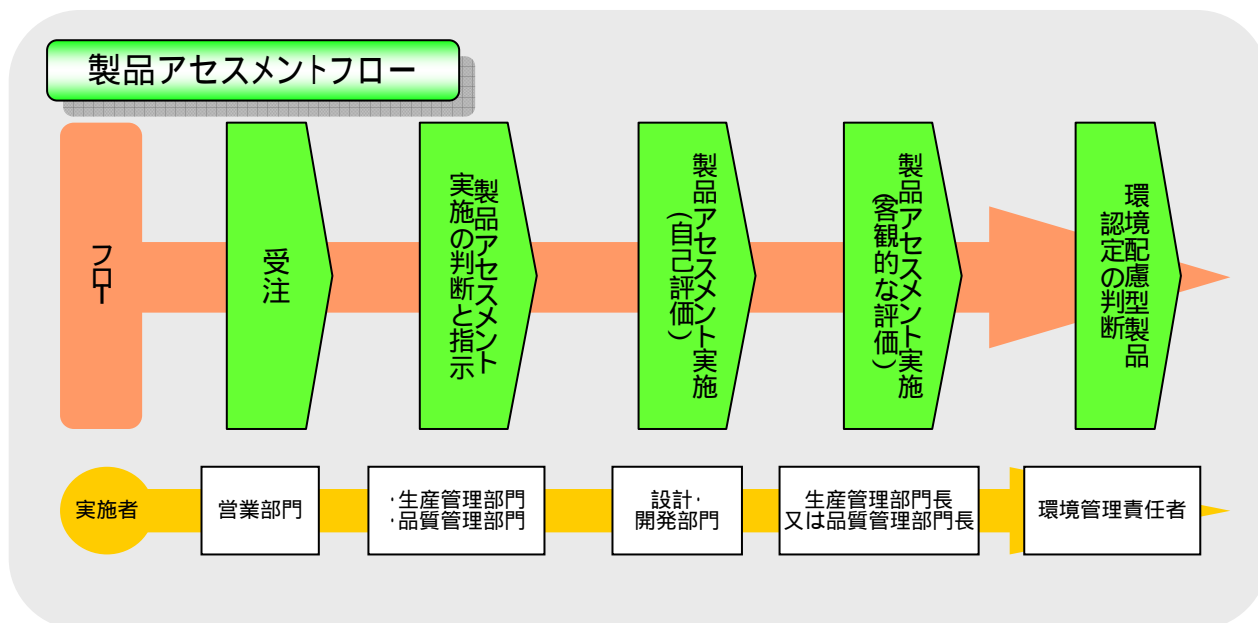 製品アセスメントフロー
フロー
受注
製品アセスメント
実施の判断と指示
製品アセスメント実施
(自己評価)
製品アセスメント実施
(客観的な評価)
環境配慮型製品
認定の判断
実施者
営業部門
・生産管理部門
・品質管理部門
設計・
開発部門
生産管理部門長
又は品質管理部門長
環境管理責任者